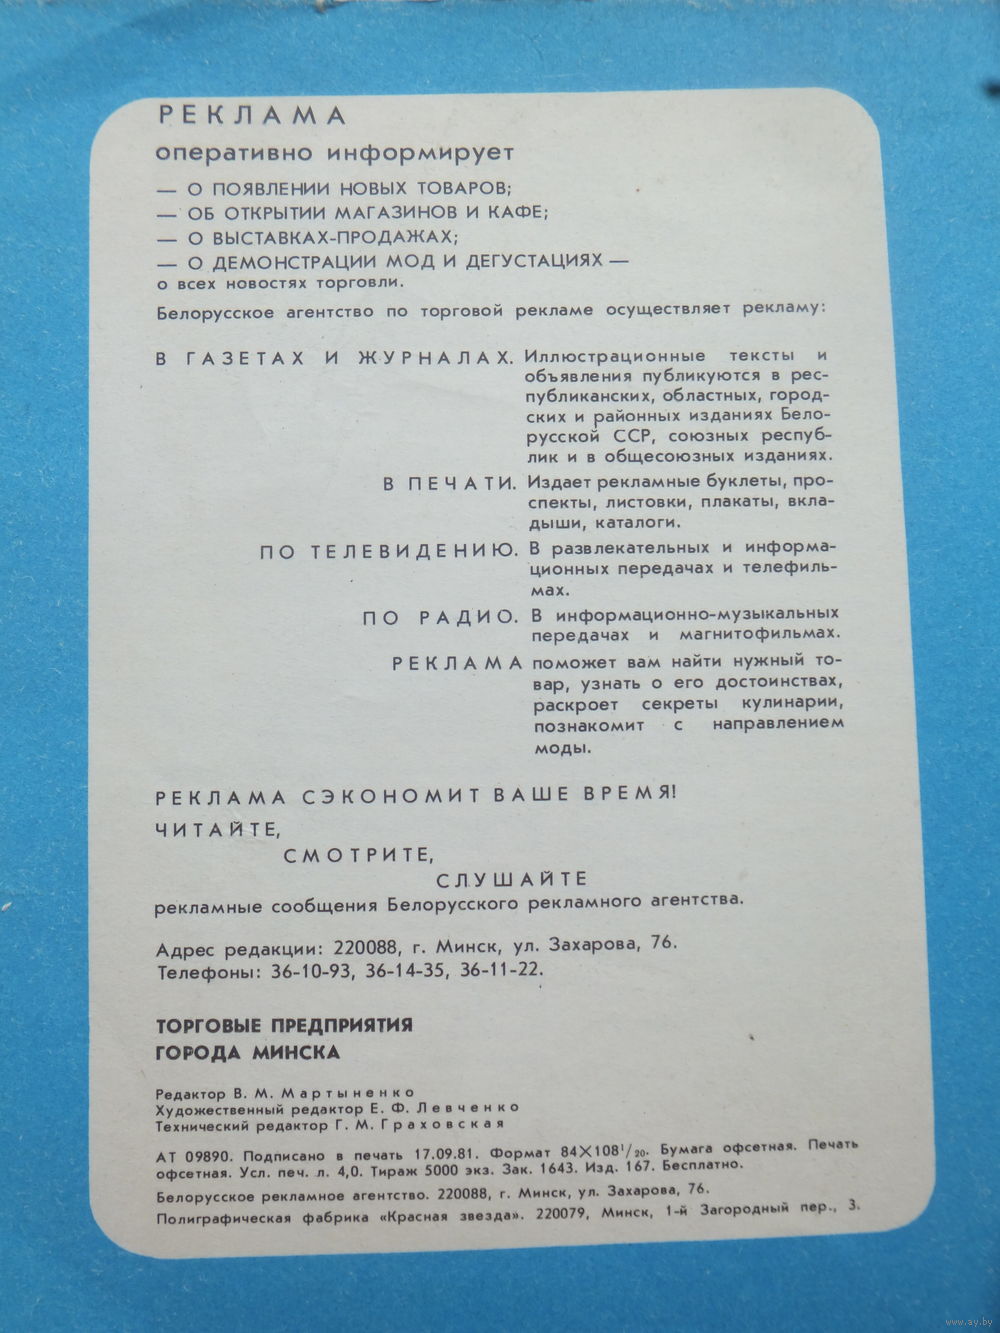 РЕКЛАМА
оперативно информирует
— О ПОЯВЛЕНИИ НОВЫХ ТОВАРОВ;
— ОБ ОТКРЫТИИ МАГАЗИНОВ И КАФЕ;
— О ВЫСТАВКАХ-ПРОДАЖАХ;
— О ДЕМОНСТРАЦИИ МОД И ДЕГУСТАЦИЯХ —
о всех новостях торговли.
Белорусское агентство по торговой рекламе осуществляет рекламу:
В ГАЗЕТАХ И ЖУРНАЛАХ. Иллюстрационные тексты и
объявления публикуются в рес-
публиканских, областных, город-
ских и районных изданиях Бело-
русской ССР, союзных респуб-
лик и в общесоюзных изданиях.
В ПЕЧАТИ. Издает рекламные буклеты, про-
спекты, листовки, плакаты, вкла-
дыши, каталоги.
ПО ТЕЛЕВИДЕНИЮ. В развлекательных и информа-
ционных передачах и телефиль-
мах.
ПО РАДИО. В информационно-музыкальных
передачах и магнитофильмах.
РЕКЛАМА поможет вам найти нужный то-
вар, узнать о его достоинствах,
раскроет секреты кулинарии,
познакомит с направлением
моды.
РЕКЛАМА СЭКОНОМИТ ВАШЕ ВРЕМЯ!
ЧИТАЙТЕ,
СМОТРИТЕ,
СЛУШАЙТЕ
рекламные сообщения Белорусского рекламного агентства.
Адрес редакции: 220088, г. Минск, ул. Захарова, 76.
Телефоны: 36-10-93, 36-14-35, 36-11-22.
ТОРГОВЫЕ ПРЕДПРИЯТИЯ
ГОРОДА МИНСКА
Редактор В. М. Мартыненко
Художественный редактор Е. Ф. Левченко
Технический редактор Г. М. Граховская
АТ 09890. Подписано в печать 17.09.81. Формат 84×108¹/₂₀. Бумага офсетная. Печать
офсетная. Усл. печ. л. 4,0. Тираж 5000 экз. Зак. 1643. Изд. 167. Бесплатно.
Белорусское рекламное агентство. 220088, г. Минск, ул. Захарова, 76.
Полиграфическая фабрика «Красная звезда». 220079, Минск, 1-й Загородный пер., 3.
www.ay.by